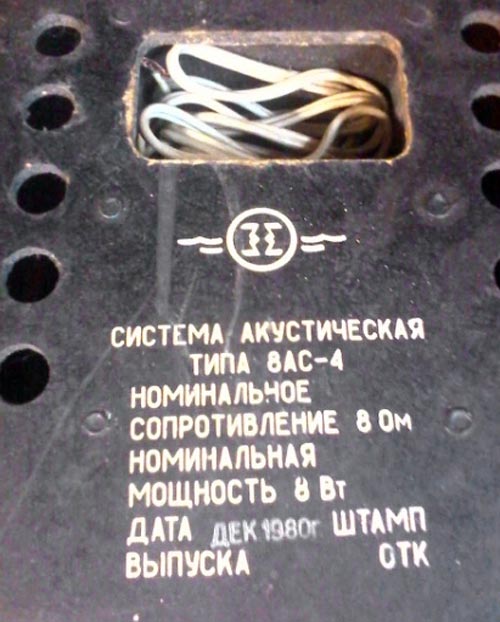 СИСТЕМА АКУСТИЧЕСКАЯ
ТИПА 8АС-4
НОМИНАЛЬНОЕ
СОПРОТИВЛЕНИЕ 8 Ом
НОМИНАЛЬНАЯ
МОЩНОСТЬ 8 Вт
ДАТА ДЕК 1980г ШТАМП
ВЫПУСКА ОТК